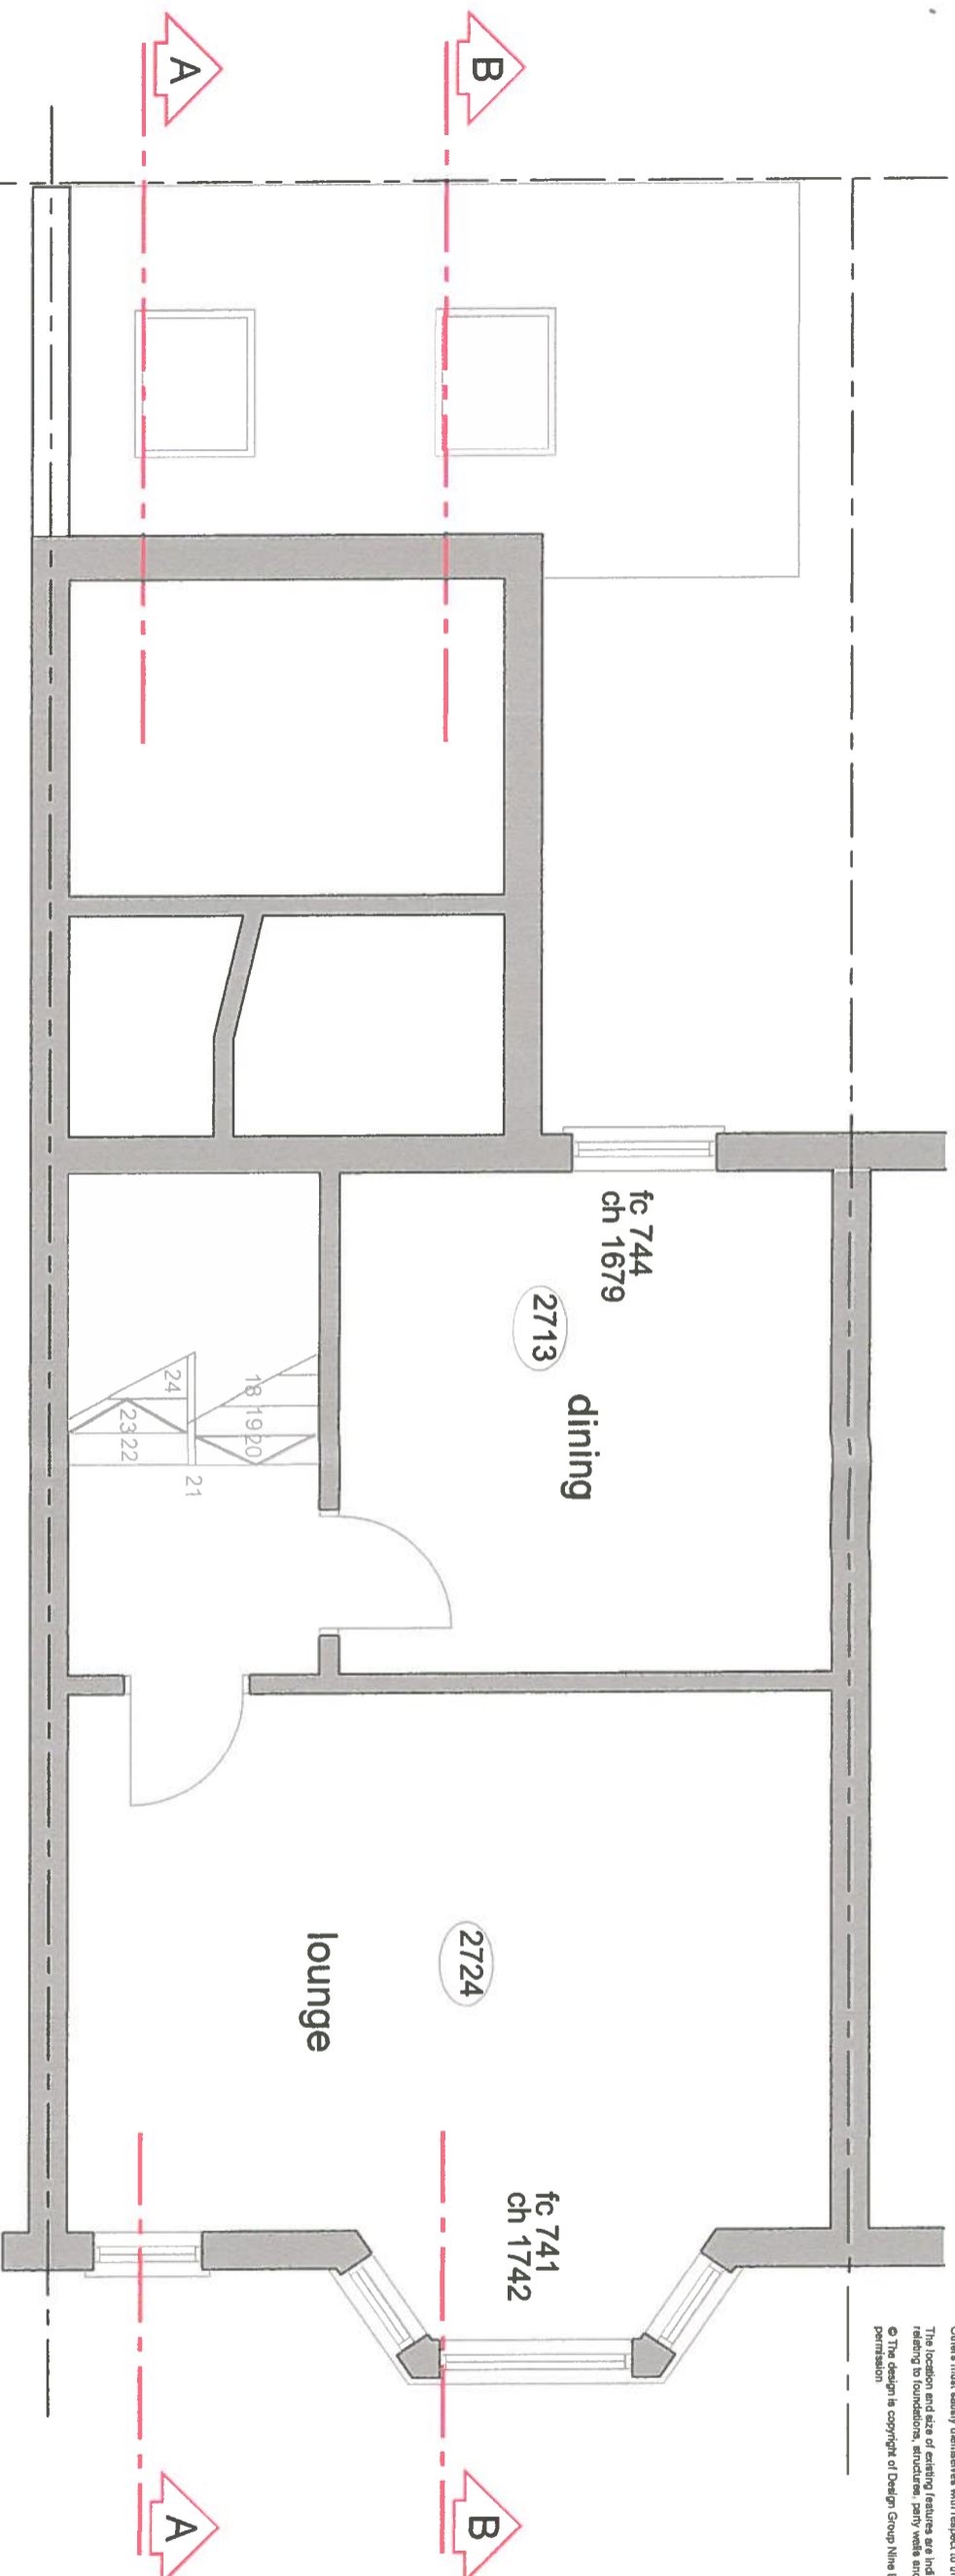 A
B
fc 744
ch 1679
2713
dining
18 19 20
21
22 23
24
2724
lounge
fc 741
ch 1742
A
B
The location and size of existing features are
relating to foundations, structures, party walls
© The design is copyright of Design Group Nine
permission